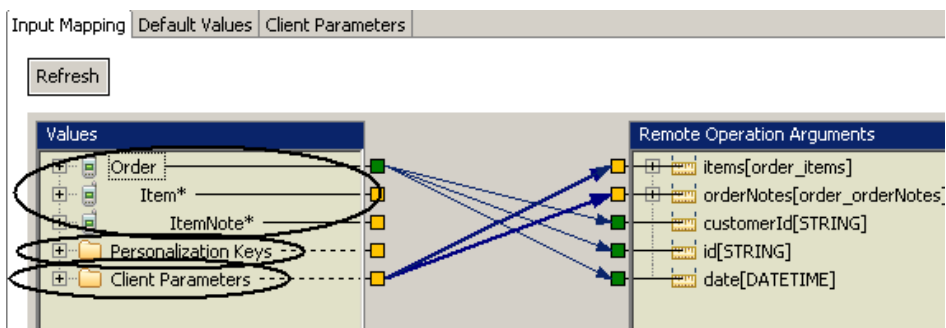 Input Mapping Default Values Client Parameters
Refresh
Values
Order
Item*
ItemNote*
Personalization Keys
Client Parameters
Remote Operation Arguments
items[order_items]
orderNotes[order_orderNotes]
customerId[STRING]
id[STRING]
date[DATETIME]